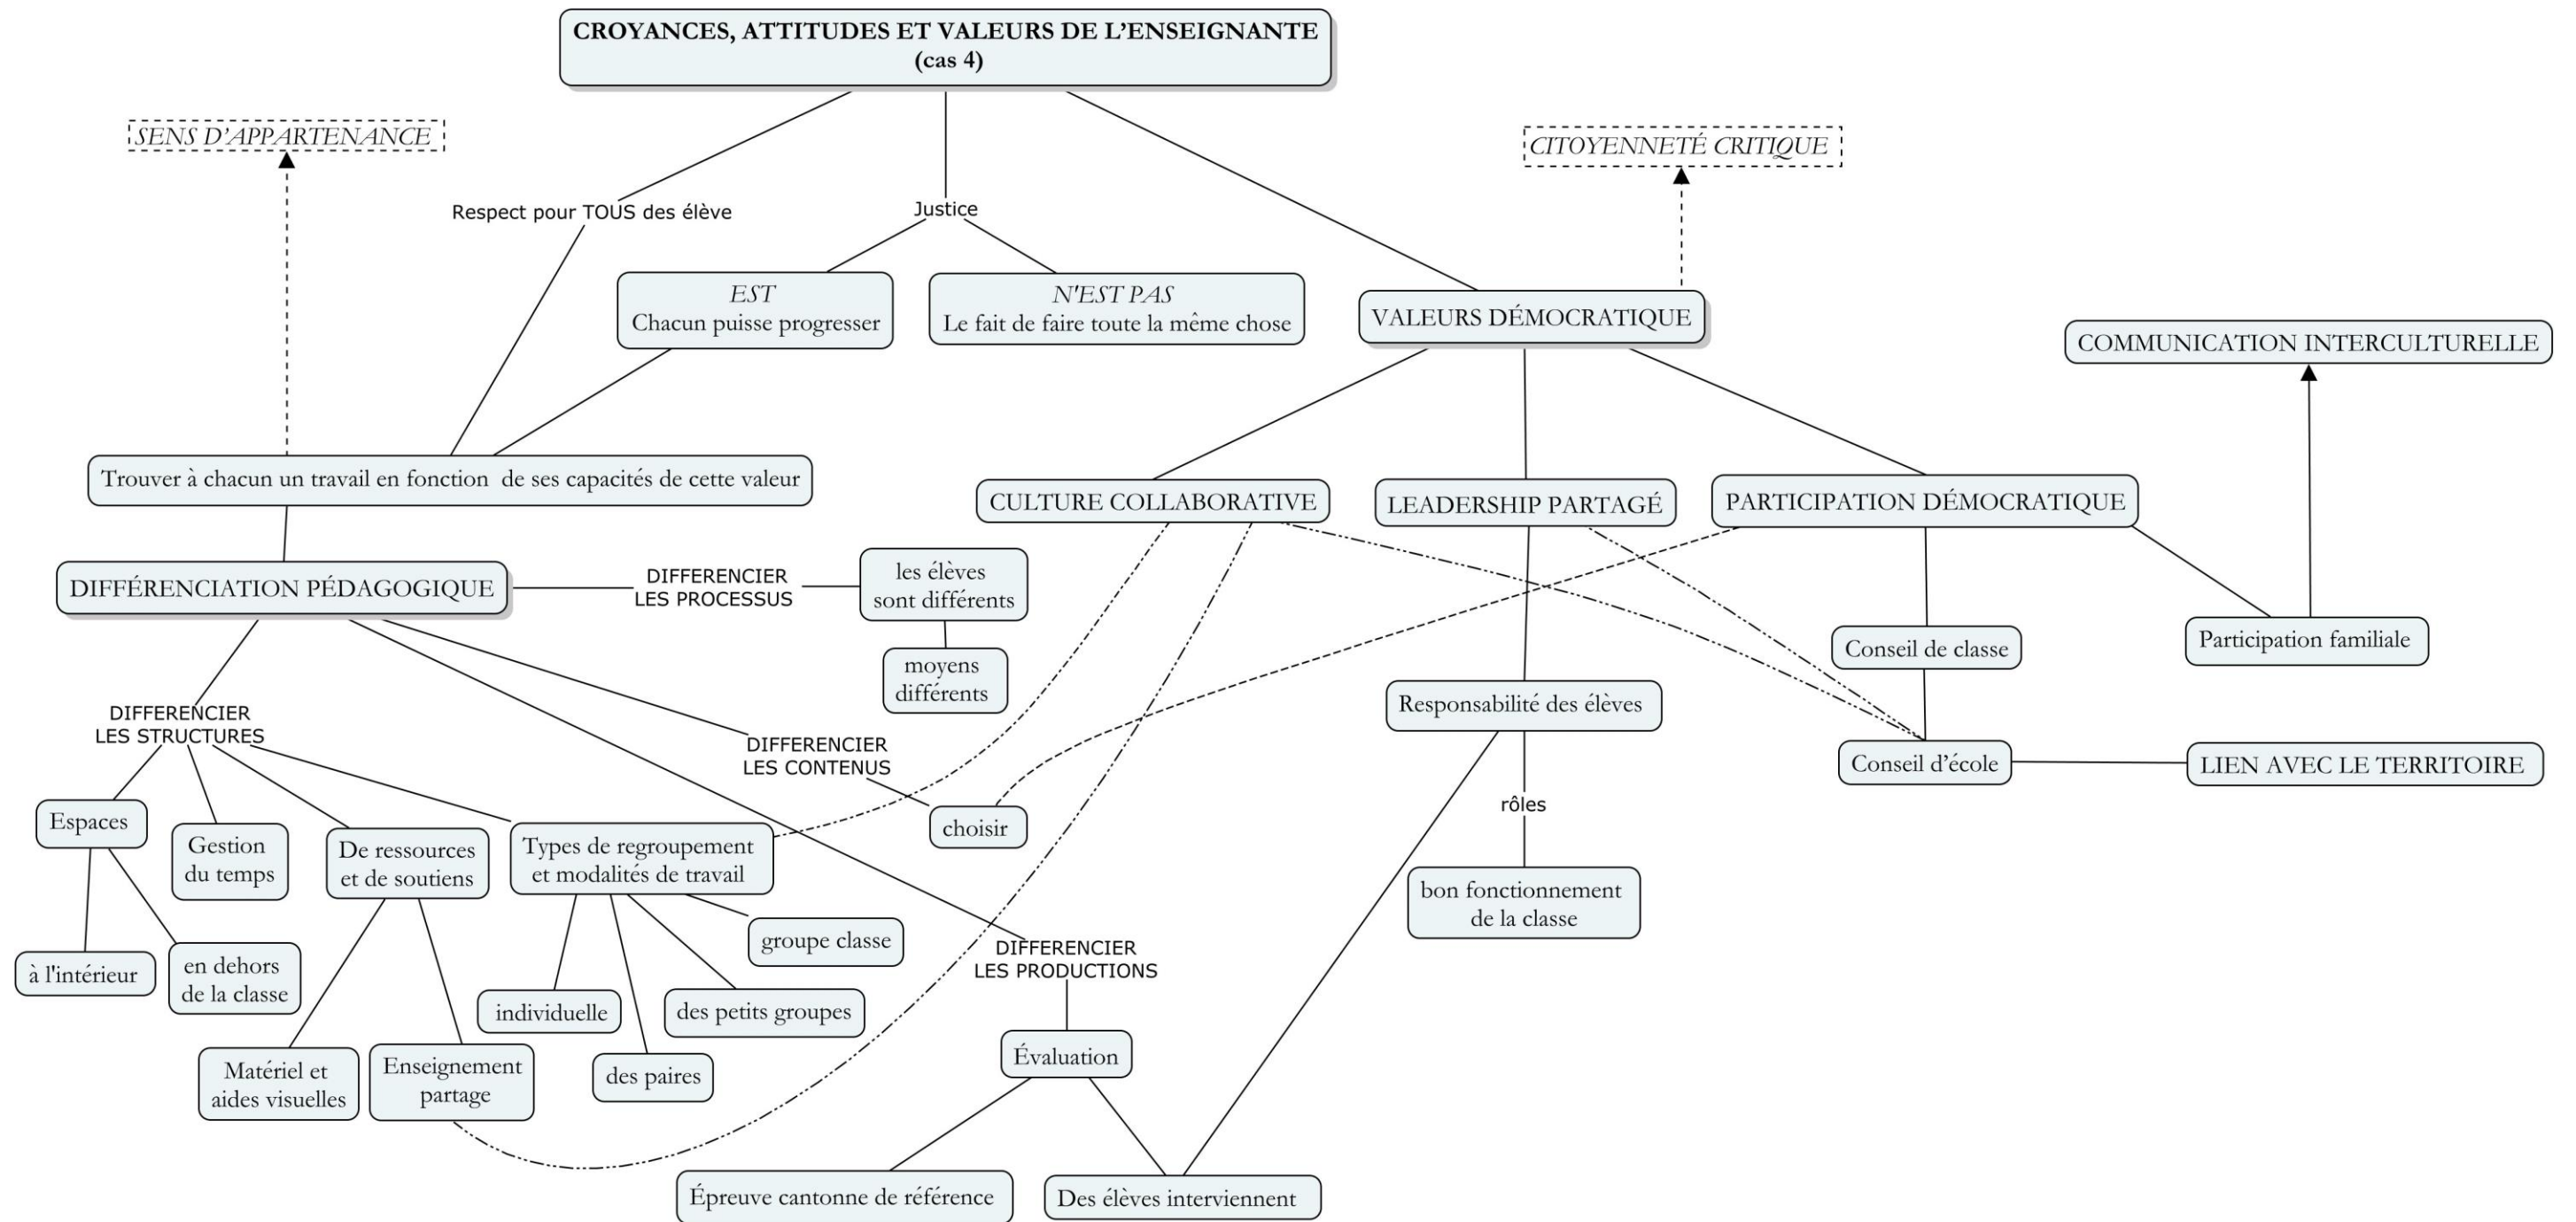 CROYANCES, ATTITUDES ET VALEURS DE L'ENSEIGNANTE
(cas 4)
SENS D'APPARTENANCE
CITOYENNETÉ CRITIQUE
Respect pour TOUS des élève
Justice
EST
Chacun puisse progresser
N'EST PAS
Le fait de faire toute la même chose
VALEURS DÉMOCRATIQUE
COMMUNICATION INTERCULTURELLE
Trouver à chacun un travail en fonction de ses capacités de cette valeur
CULTURE COLLABORATIVE
LEADERSHIP PARTAGÉ
PARTICIPATION DÉMOCRATIQUE
DIFFÉRENCIATION PÉDAGOGIQUE
DIFFERENCIER
LES PROCESSUS
les élèves
sont différents
moyens
différents
Conseil de classe
Participation familiale
Responsabilité des élèves
DIFFERENCIER
LES STRUCTURES
DIFFERENCIER
LES CONTENUS
Conseil d'école
LIEN AVEC LE TERRITOIRE
Espaces
Gestion
du temps
De ressources
et de soutiens
Types de regroupement
et modalités de travail
choisir
rôles
bon fonctionnement
de la classe
à l'intérieur
en dehors
de la classe
groupe classe
individuelle
des petits groupes
DIFFERENCIER
LES PRODUCTIONS
Matériel et
aides visuelles
Enseignement
partage
des paires
Évaluation
Épreuve cantonne de référence
Des élèves interviennent